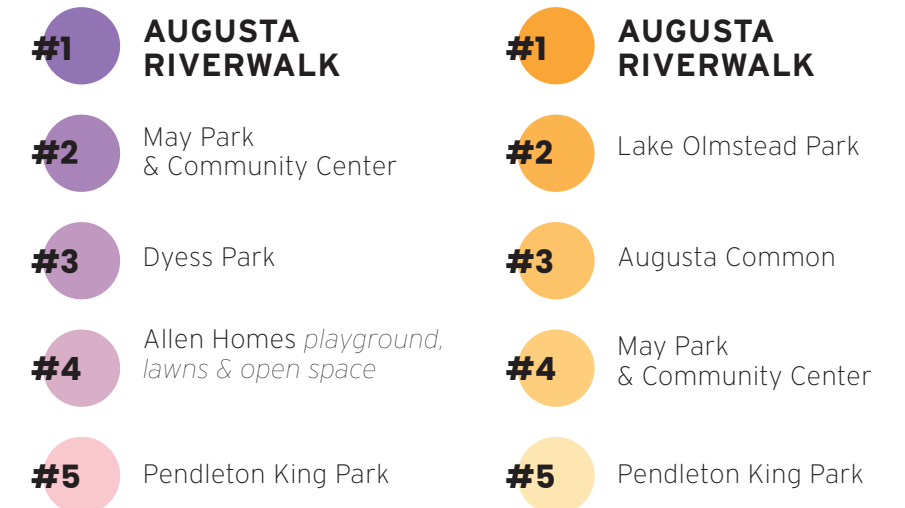 #1
AUGUSTA
RIVERWALK
#2
May Park
& Community Center
#3
Dyess Park
#4
Allen Homes playground,
lawns & open space
#5
Pendleton King Park
#1
AUGUSTA
RIVERWALK
#2
Lake Olmstead Park
#3
Augusta Common
#4
May Park
& Community Center
#5
Pendleton King Park